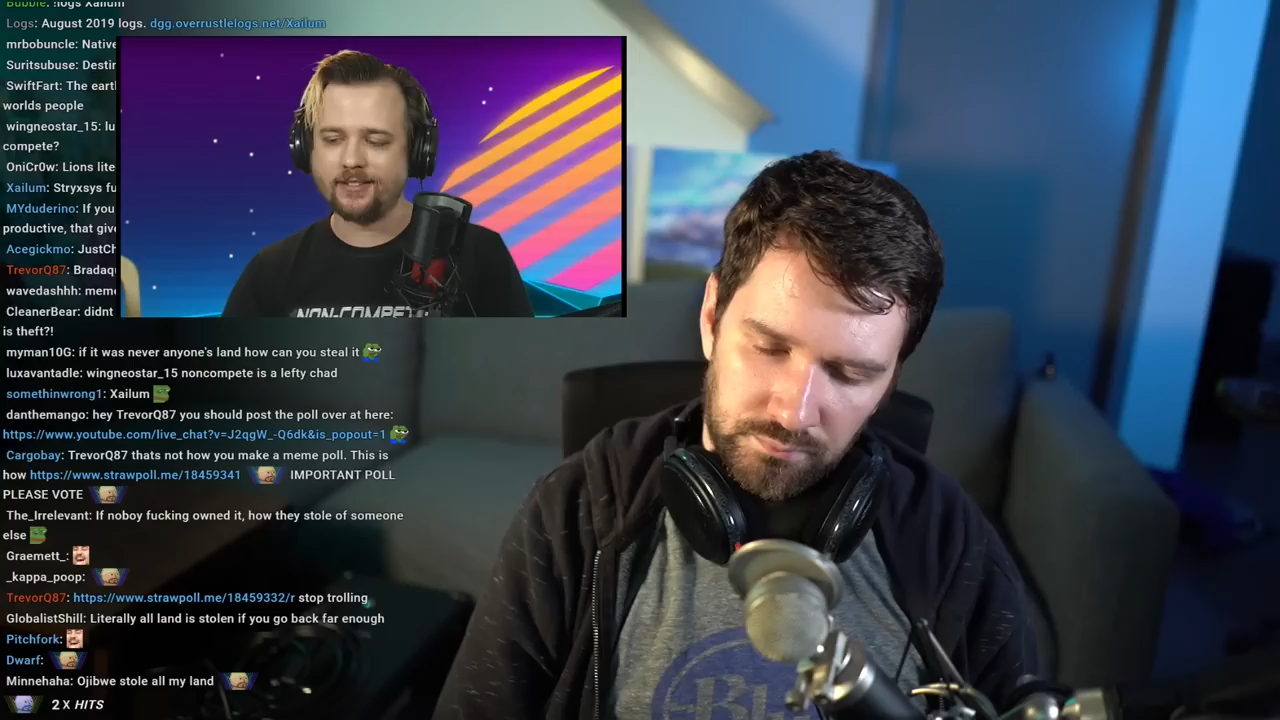 Bubble: !logs Xailum
Logs: August 2019 logs. dgg.overrustlelogs.net/Xailum
mrbobuncle: Native
Suritsubuse: Destin
SwiftFart: The eart
worlds people
wingneostar_15: lu
compete?
OniCr0w: Lions lite
Xailum: Stryxsys fu
MYduderino: If you
productive, that give
Acegickmo: JustCh
TrevorQ87: Bradaqu
wavedashhh: meme
CleanerBear: didnt
is theft?!
NON-COMPETE
myman10G: if it was never anyone's land how can you steal it
luxavantadle: wingneostar_15 noncompete is a lefty chad
somethinwrong1: Xailum
danthemango: hey TrevorQ87 you should post the poll over at here:
https://www.youtube.com/live_chat?v=J2qgW_-Q6dk&is_popout=1
Cargobay: TrevorQ87 thats not how you make a meme poll. This is
how https://www.strawpoll.me/18459341 IMPORTANT POLL
PLEASE VOTE
The_Irrelevant: If noboy fucking owned it, how they stole of someone
else
Graemett_:
_kappa_poop:
TrevorQ87: https://www.strawpoll.me/18459332/r stop trolling
GlobalistShill: Literally all land is stolen if you go back far enough
Pitchfork:
Dwarf:
Minnehaha: Ojibwe stole all my land
2 X HITS